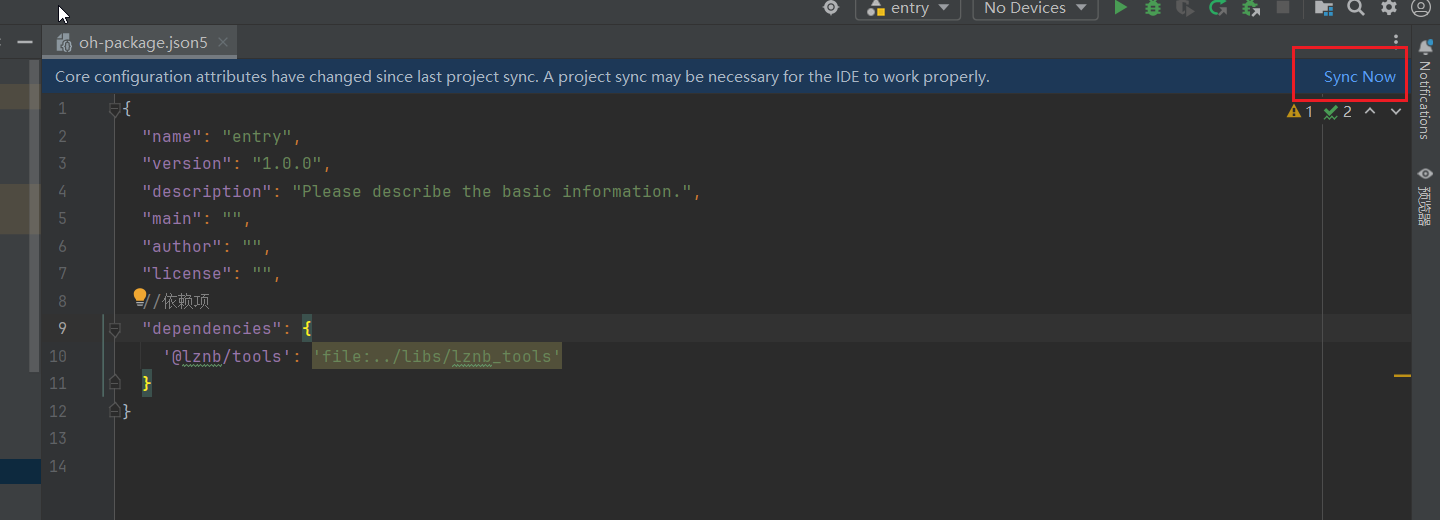 entry
No Devices
oh-package.json5
Core configuration attributes have changed since last project sync. A project sync may be necessary for the IDE to work properly.
Sync Now
1 {
1 2
2 "name": "entry",
3 "version": "1.0.0",
4 "description": "Please describe the basic information.",
5 "main": "",
6 "author": "",
7 "license": "",
8 //依赖项
9 "dependencies": {
10 '@lznb/tools': 'file:../libs/lznb_tools'
11 }
12 }
13
14
Notifications
预览器